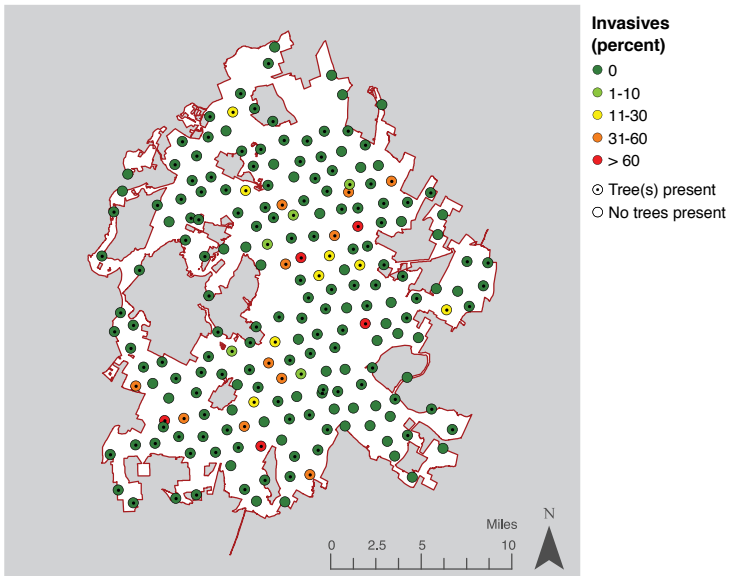 Invasives
(percent)
0
1-10
11-30
31-60
> 60
Tree(s) present
No trees present
Miles
0 2.5 5 10
N